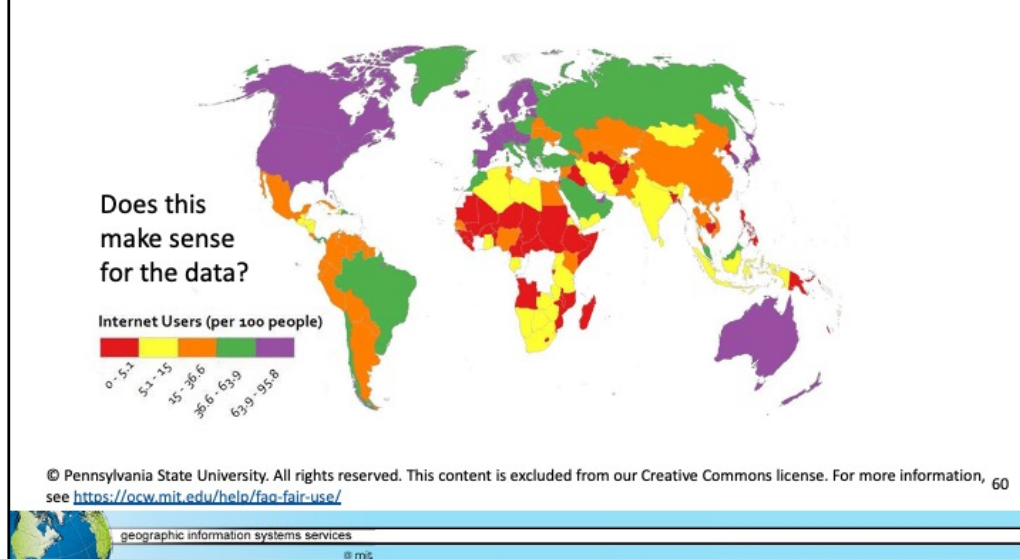 Does this
make sense
for the data?
Internet Users (per 100 people)
0 - 5.1
5.1 - 15
15 - 36.6
36.6 - 63.9
63.9 - 95.8
© Pennsylvania State University. All rights reserved. This content is excluded from our Creative Commons license. For more information,
see https://ocw.mit.edu/help/faq-fair-use/
60
geographic information systems services
@ mit